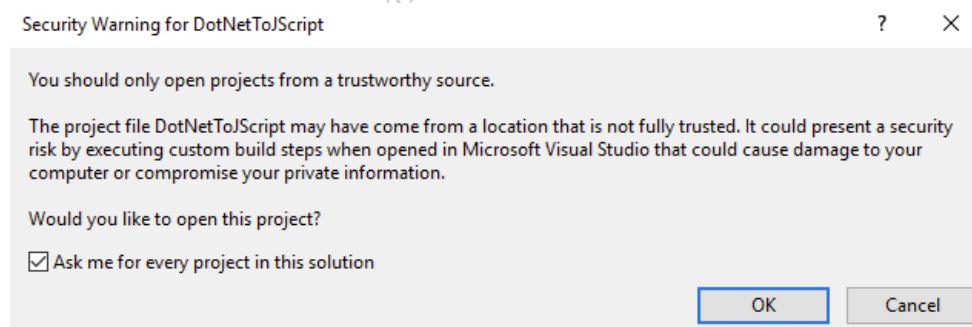 Security Warning for DotNetToJScript
You should only open projects from a trustworthy source.
The project file DotNetToJScript may have come from a location that is not fully trusted. It could present a security
risk by executing custom build steps when opened in Microsoft Visual Studio that could cause damage to your
computer or compromise your private information.
Would you like to open this project?
Ask me for every project in this solution
OK Cancel